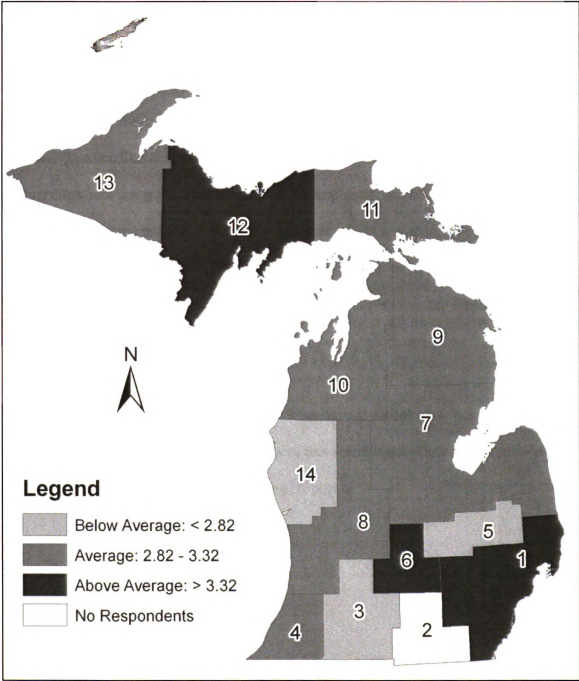 13
12
11
9
10
7
14
8
5
6
1
3
2
4
N
Legend
Below Average: < 2.82
Average: 2.82 - 3.32
Above Average: > 3.32
No Respondents